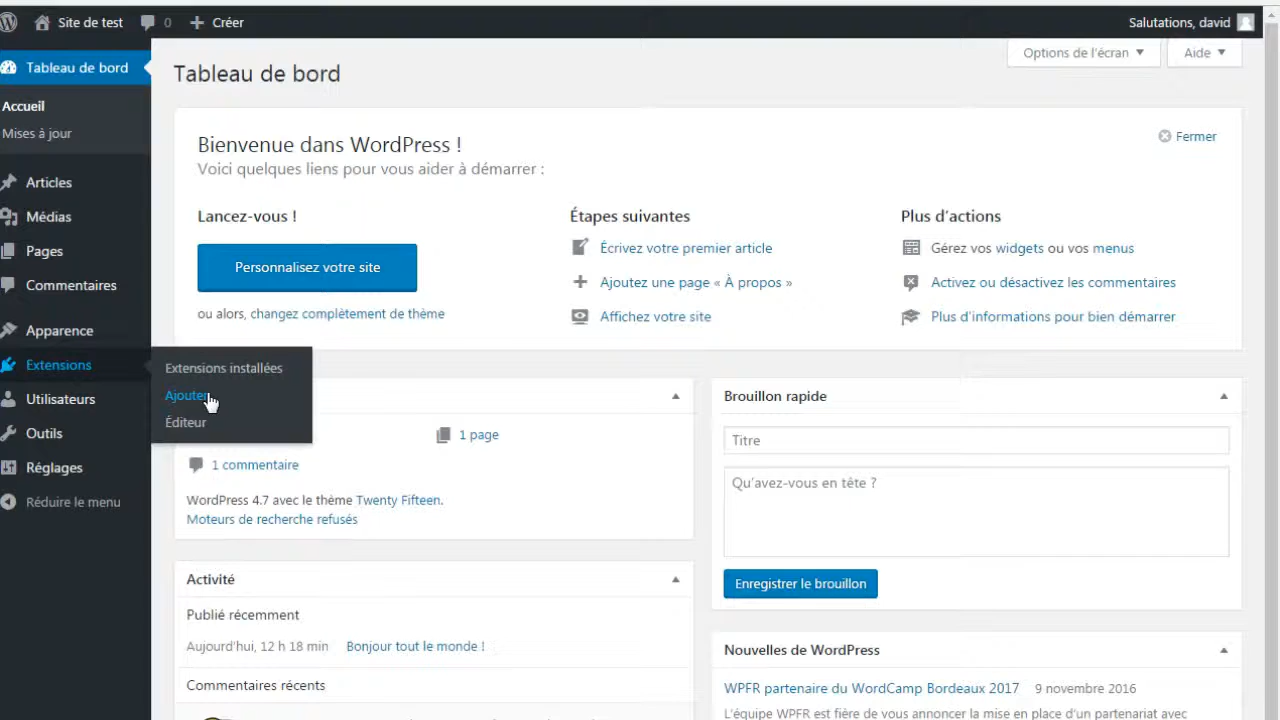 Site de test
0
Créer
Salutations, david
Tableau de bord
Accueil
Mises à jour
Articles
Médias
Pages
Commentaires
Apparence
Extensions
Utilisateurs
Outils
Réglages
Réduire le menu
Extensions installées
Ajouter
Éditeur
Options de l'écran
Aide
Tableau de bord
Bienvenue dans WordPress !
Voici quelques liens pour vous aider à démarrer :
Fermer
Lancez-vous !
Personnalisez votre site
ou alors, changez complètement de thème
Étapes suivantes
Écrivez votre premier article
Ajoutez une page « À propos »
Affichez votre site
Plus d'actions
Gérez vos widgets ou vos menus
Activez ou désactivez les commentaires
Plus d'informations pour bien démarrer
1 page
1 commentaire
WordPress 4.7 avec le thème Twenty Fifteen.
Moteurs de recherche refusés
Activité
Publié récemment
Aujourd'hui, 12 h 18 min Bonjour tout le monde !
Commentaires récents
Brouillon rapide
Titre
Qu'avez-vous en tête ?
Enregistrer le brouillon
Nouvelles de WordPress
WPFR partenaire du WordCamp Bordeaux 2017 9 novembre 2016
L'équipe WPFR est fière de vous annoncer la mise en place d'un partenariat avec